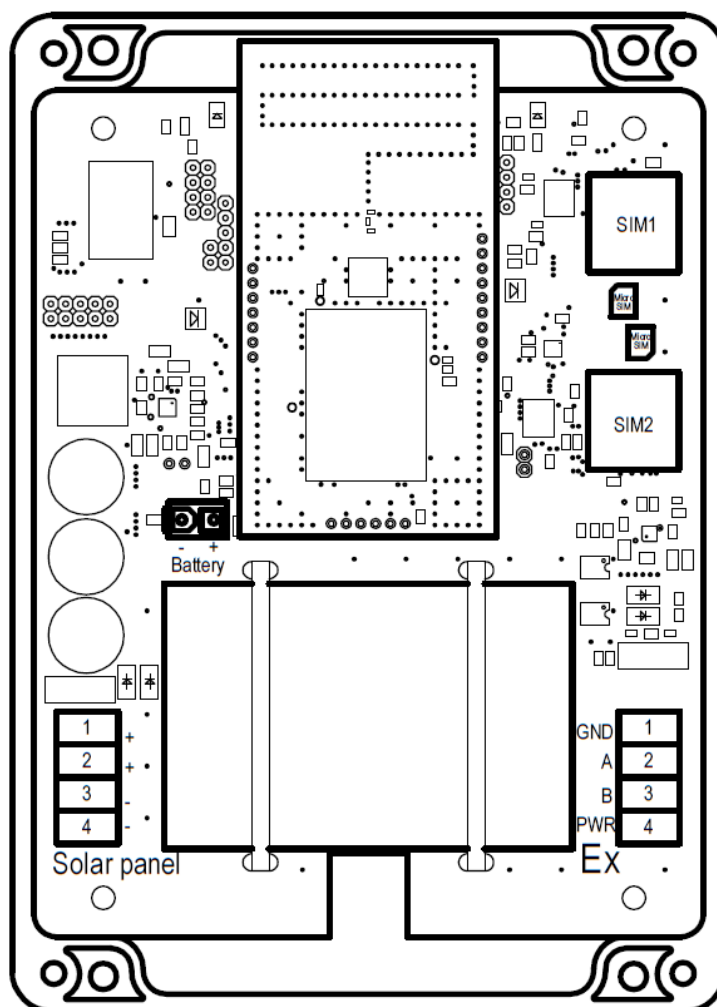 SIM1
Micro
SIM
Micro
SIM
SIM2
- +
Battery
1 +
2 +
3 -
4 -
Solar panel
GND 1
A 2
B 3
PWR 4
Ex